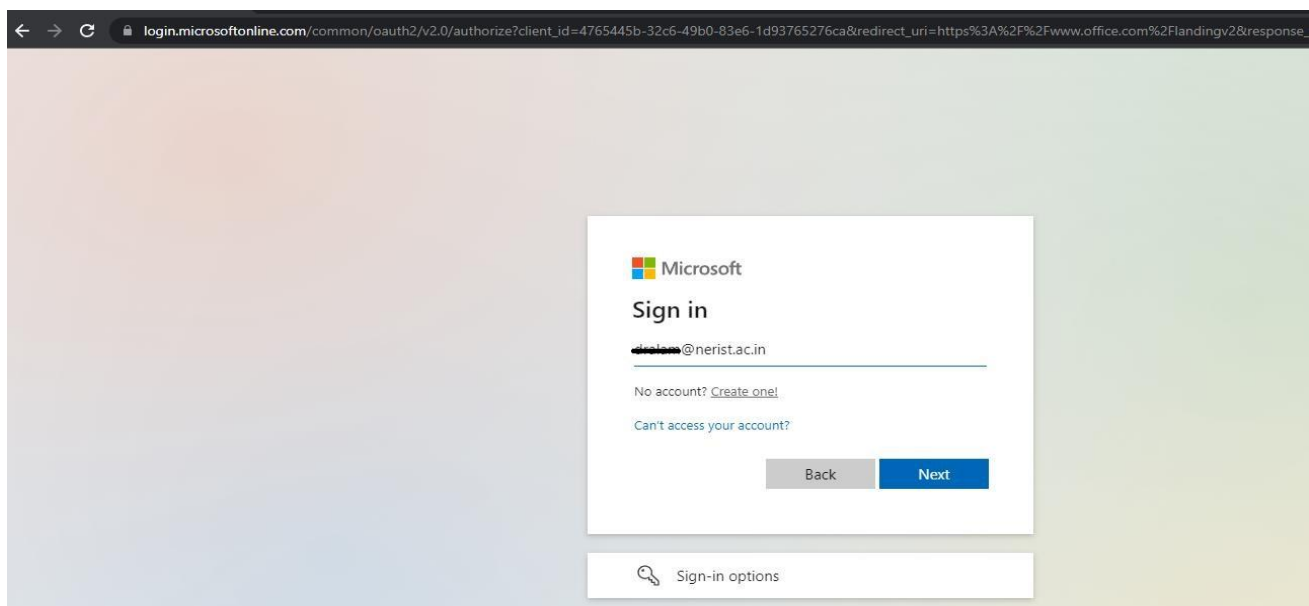 login.microsoftonline.com/common/oauth2/v2.0/authorize?client_id=4765445b-32c6-49b0-83e6-1d93765276ca&redirect_uri=https%3A%2F%2Fwww.office.com%2Flandingv2&response_
Microsoft
Sign in
@nerist.ac.in
No account? Create one!
Can't access your account?
Back Next
Sign-in options